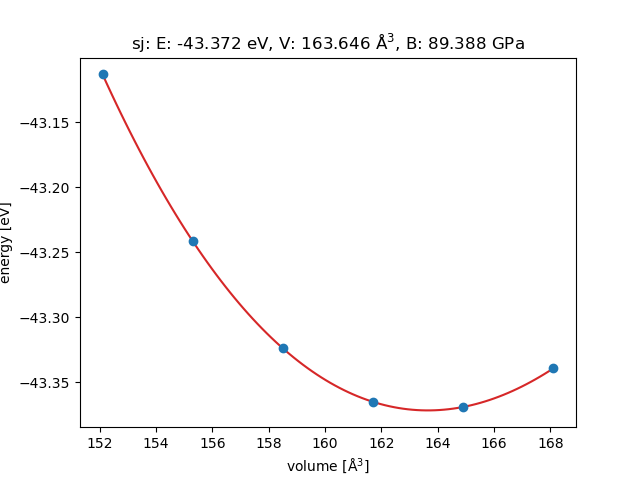 sj: E: -43.372 eV, V: 163.646 Å³, B: 89.388 GPa
energy [eV]
−43.15
−43.20
−43.25
−43.30
−43.35
152 154 156 158 160 162 164 166 168
volume [Å³]